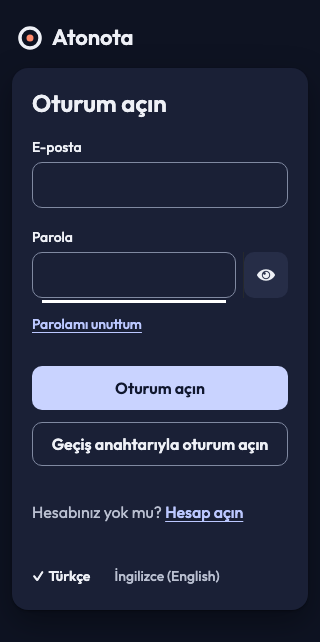 Atonota
Oturum açın
E-posta
Parola
Parolamı unuttum
Oturum açın
Geçiş anahtarıyla oturum açın
Hesabınız yok mu? Hesap açın
Türkçe İngilizce (English)